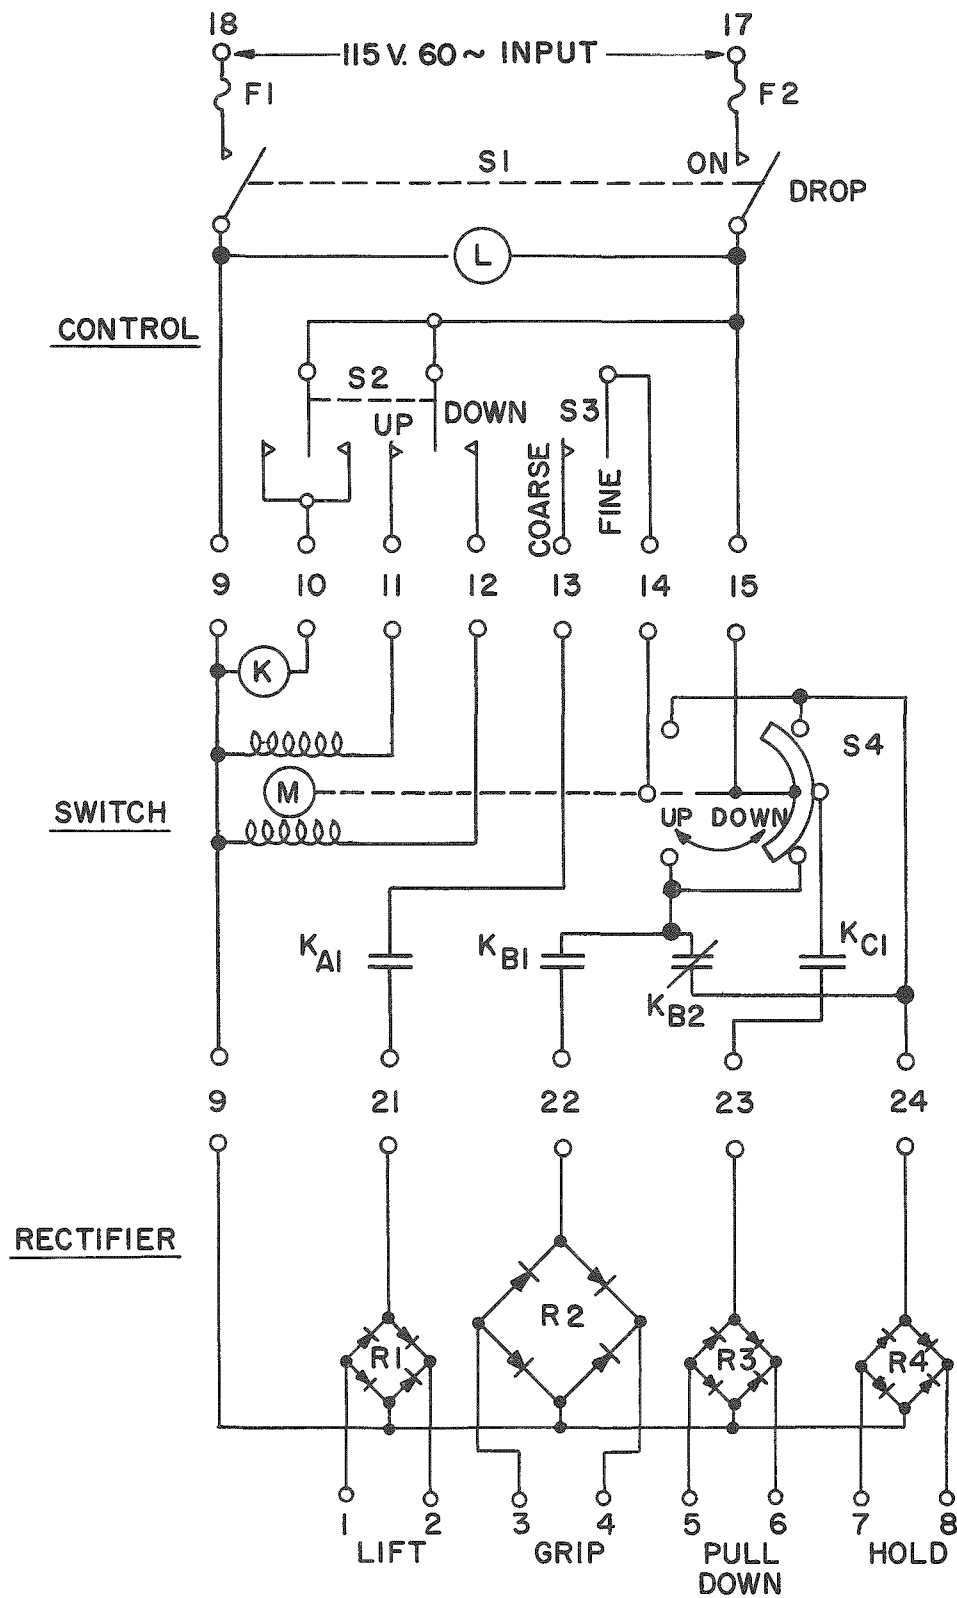 18 17
115 V. 60 ~ INPUT
F1 F2
S1 ON
DROP
L
CONTROL
S2
UP DOWN S3
COARSE
FINE
9 10 11 12 13 14 15
K
S4
M
SWITCH
UP DOWN
KA1 KB1 KC1
KB2
9 21 22 23 24
RECTIFIER
R1 R2 R3 R4
1 2 3 4 5 6 7 8
LIFT GRIP PULL HOLD
DOWN